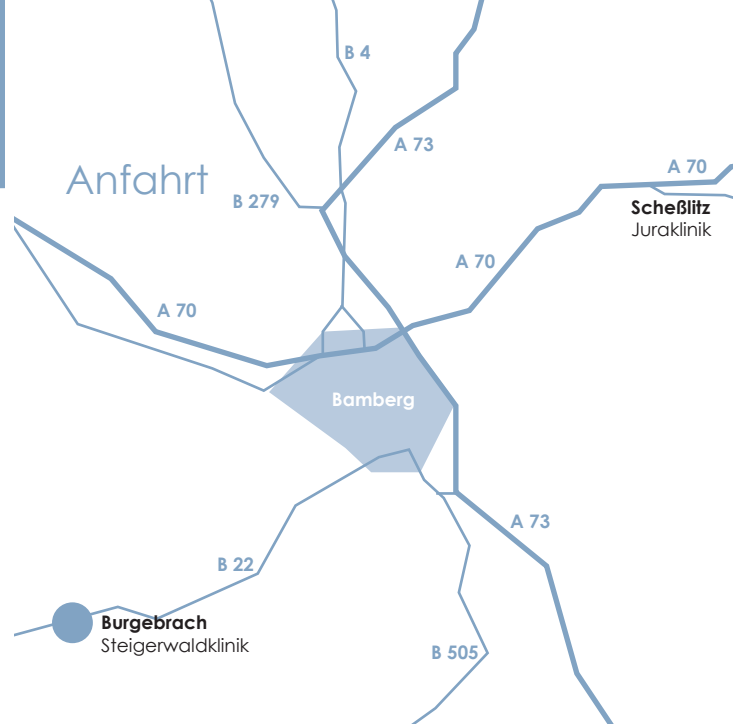 B 4
A 73
Anfahrt
A 70
B 279
Scheßlitz
Juraklinik
A 70
A 70
Bamberg
A 73
B 22
Burgebrach
Steigerwaldklinik
B 505